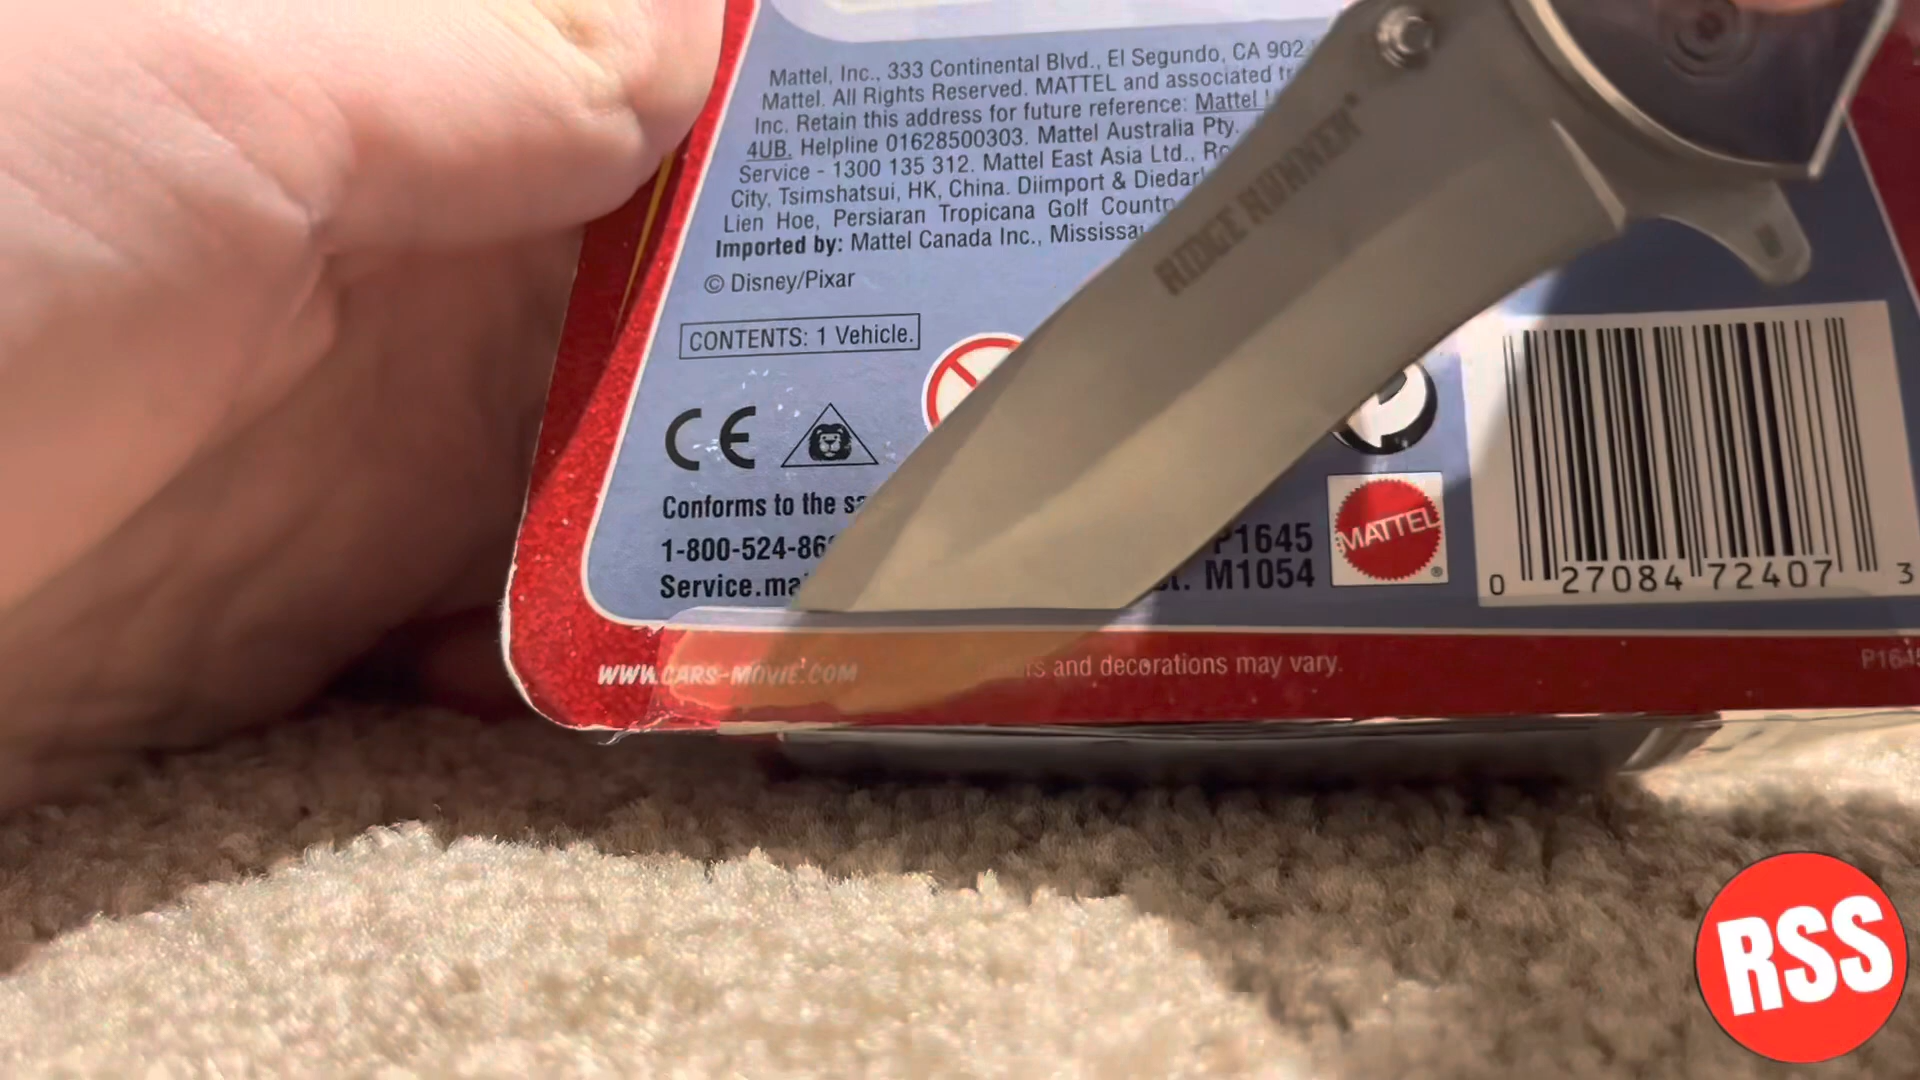 Mattel, Inc., 333 Continental Blvd., El Segundo, CA 902
Mattel. All Rights Reserved. MATTEL and associated
Inc. Retain this address for future reference: Mattel
4UB. Helpline 01628500303. Mattel Australia Pty.
Service - 1300 135 312. Mattel East Asia Ltd.,
City, Tsimshatsui, HK, China. Diimport &
Lien Hoe, Persiaran Tropicana Golf
Imported by: Mattel Canada Inc.,
© Disney/Pixar
CONTENTS: 1 Vehicle.
CE
Conforms to the
1-800-524-86
P1645
Service.ma
M1054
MATTEL®
0 27084 72407 3
WWW.CARS-MOVIE.COM
and decorations may vary.
RIDGE RUNNER®
RSS